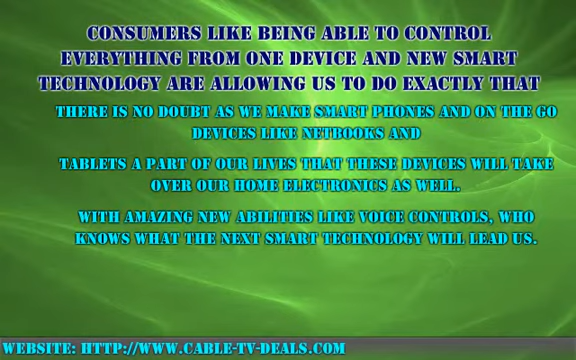 CONSUMERS LIKE BEING ABLE TO CONTROL
EVERYTHING FROM ONE DEVICE AND NEW SMART
TECHNOLOGY ARE ALLOWING US TO DO EXACTLY THAT
THERE IS NO DOUBT AS WE MAKE SMART PHONES AND ON THE GO
DEVICES LIKE NETBOOKS AND
TABLETS A PART OF OUR LIVES THAT THESE DEVICES WILL TAKE
OVER OUR HOME ELECTRONICS AS WELL.
WITH AMAZING NEW ABILITIES LIKE VOICE CONTROLS, WHO
KNOWS WHAT THE NEXT SMART TECHNOLOGY WILL LEAD US.
WEBSITE: HTTP://WWW.CABLE-TV-DEALS.COM